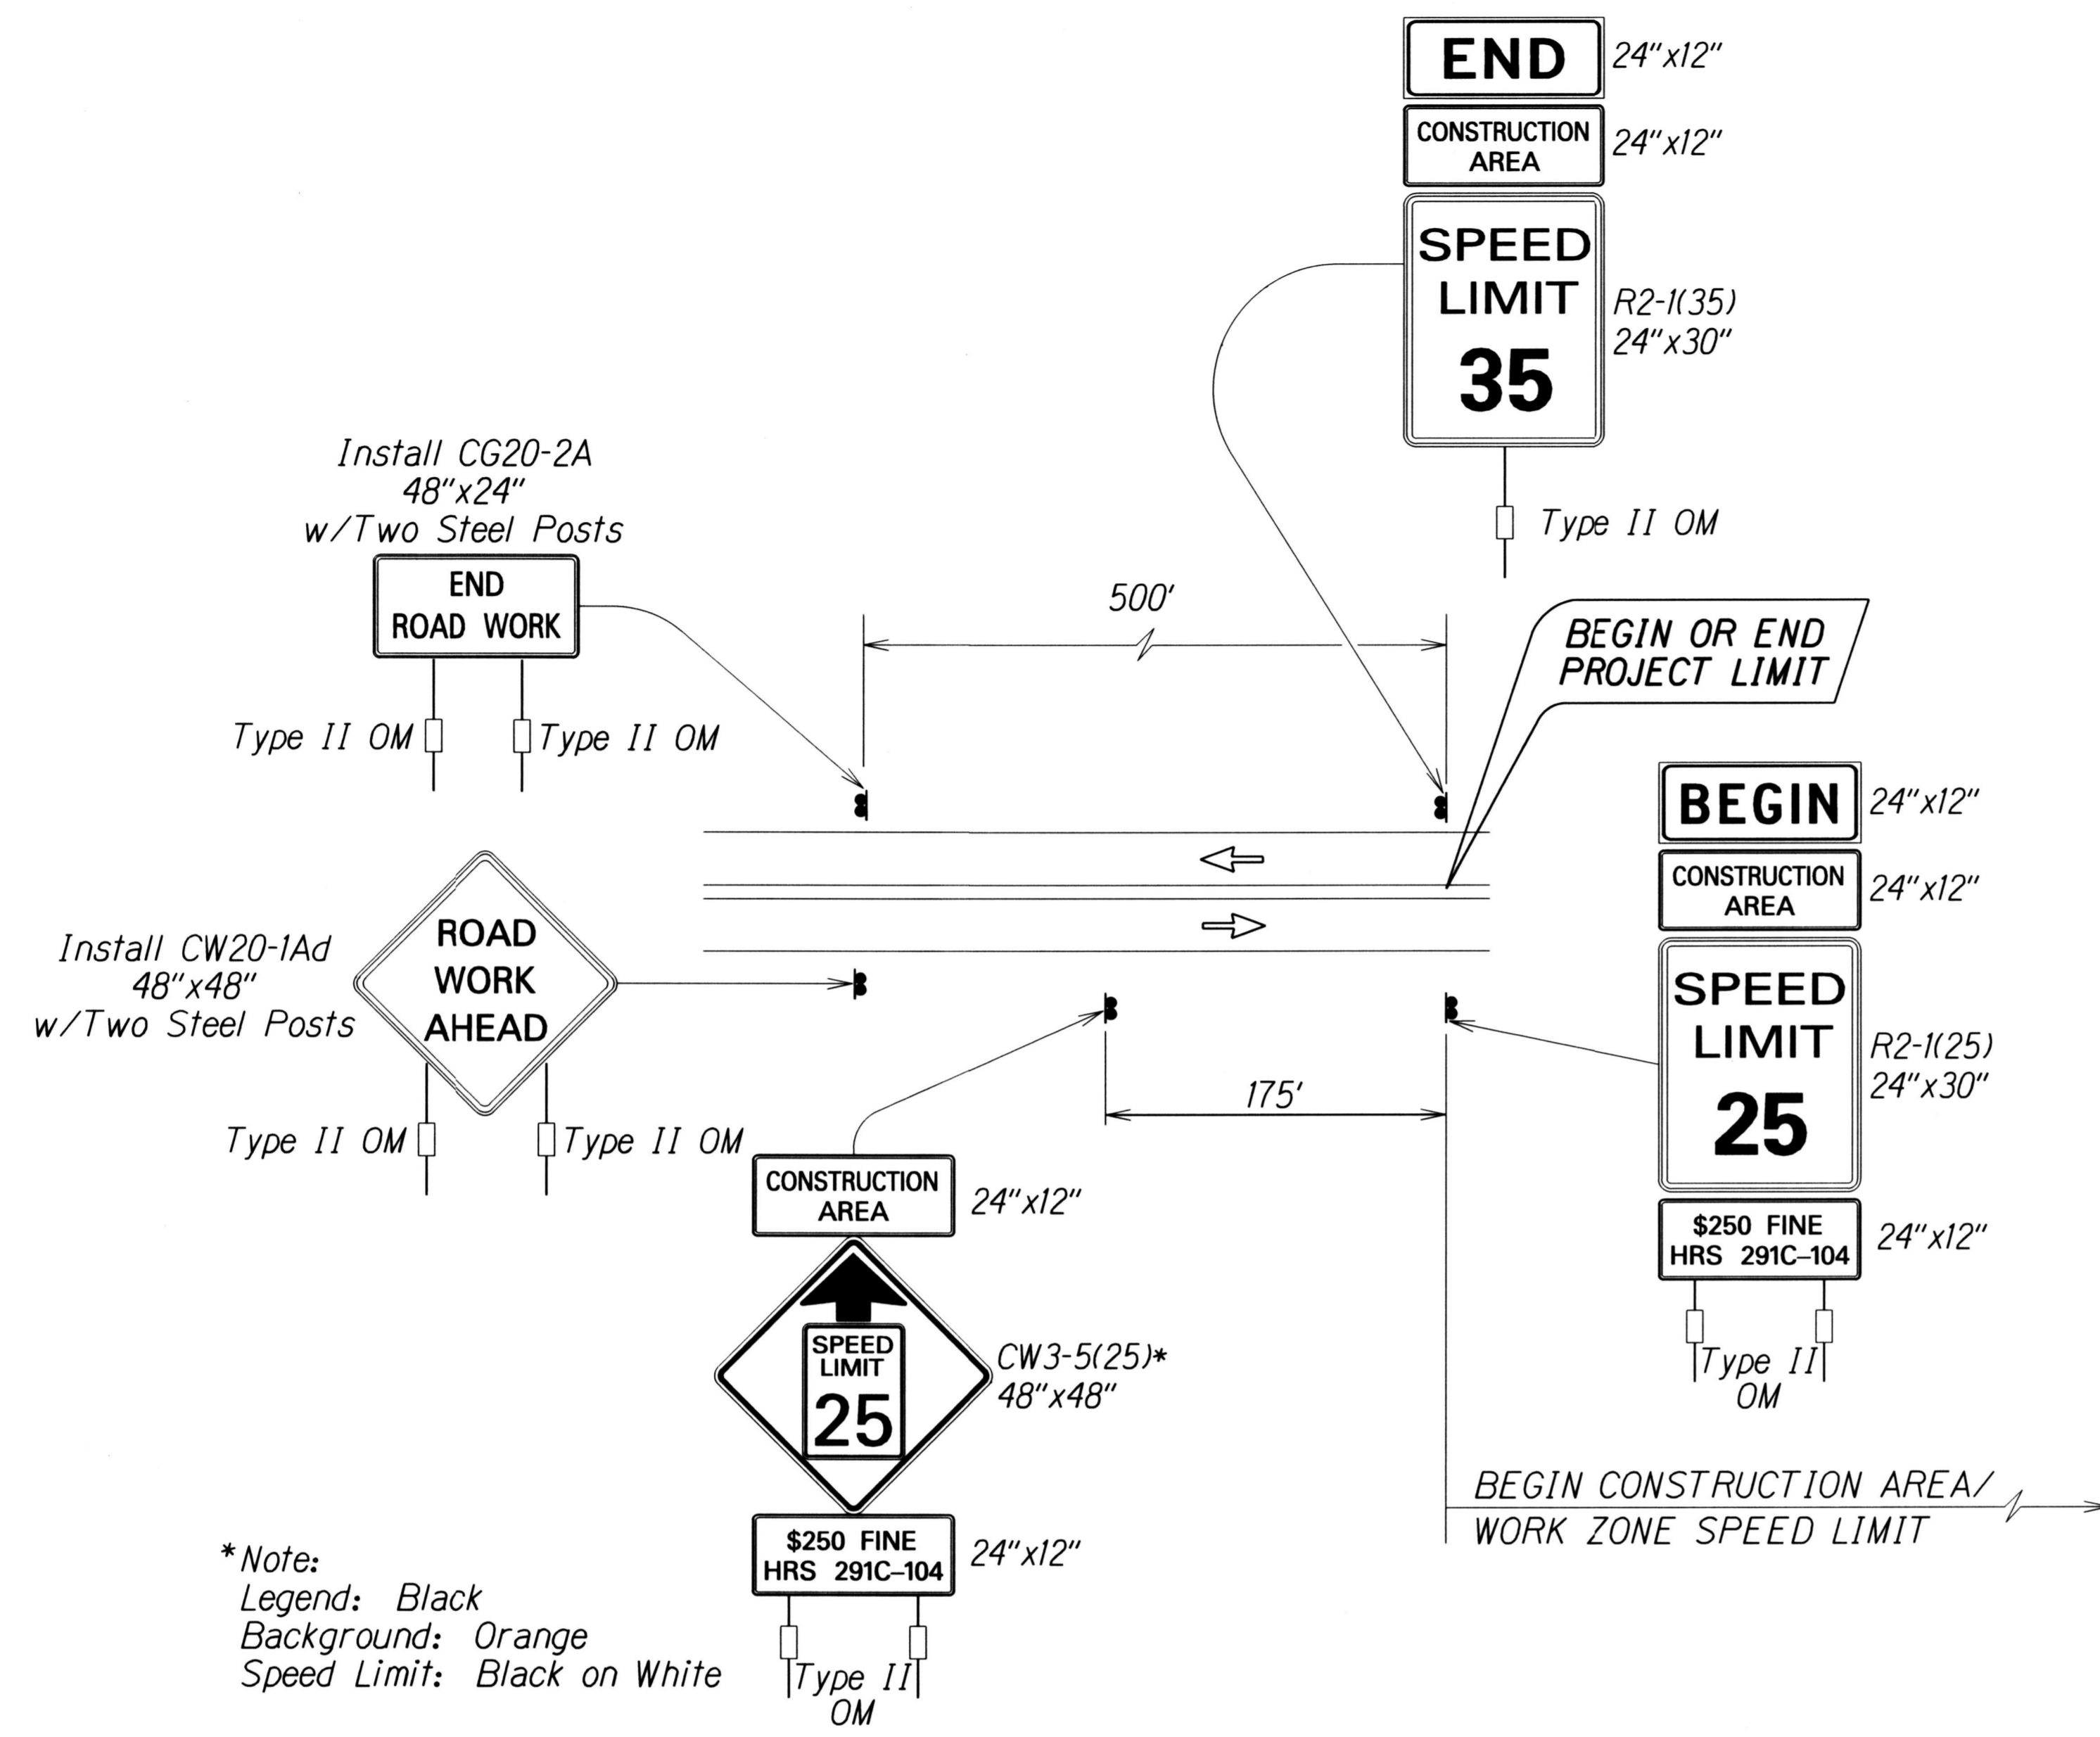 END
24"x12"
CONSTRUCTION
AREA
24"x12"
SPEED
LIMIT
35
R2-1(35)
24"x30"
Type II OM
Install CG20-2A
48"x24"
w/Two Steel Posts
END
ROAD WORK
Type II OM
Type II OM
500'
BEGIN OR END
PROJECT LIMIT
BEGIN
24"x12"
CONSTRUCTION
AREA
24"x12"
SPEED
LIMIT
25
R2-1(25)
24"x30"
$250 FINE
HRS 291C-104
24"x12"
Type II
OM
Install CW20-1Ad
48"x48"
w/Two Steel Posts
ROAD
WORK
AHEAD
Type II OM
Type II OM
175'
CONSTRUCTION
AREA
24"x12"
SPEED
LIMIT
25
CW3-5(25)*
48"x48"
$250 FINE
HRS 291C-104
24"x12"
Type II
OM
BEGIN CONSTRUCTION AREA/
WORK ZONE SPEED LIMIT
*Note:
Legend: Black
Background: Orange
Speed Limit: Black on White